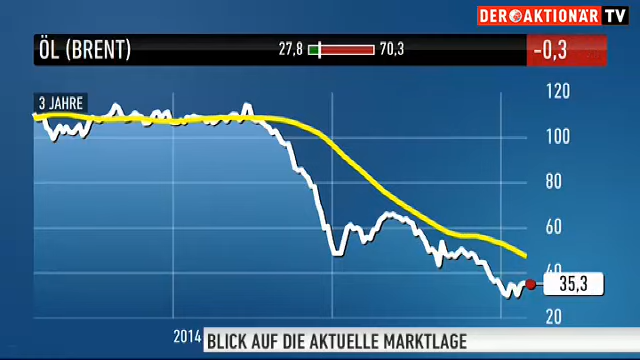 DER AKTIONÄR TV
ÖL (BRENT) 27,8 70,3 -0,3
3 JAHRE
120
100
80
60
40
35,3
20
2014
BLICK AUF DIE AKTUELLE MARKTLAGE